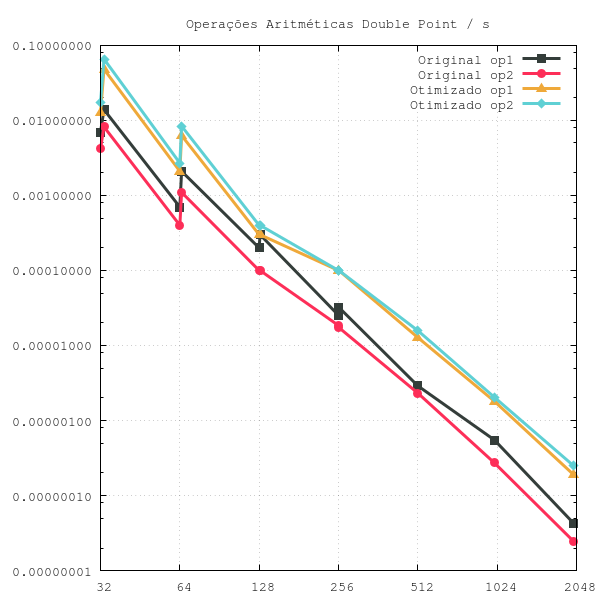 Operações Aritméticas Double Point / s
0.10000000
0.01000000
0.00100000
0.00010000
0.00001000
0.00000100
0.00000010
0.00000001
Original op1
Original op2
Otimizado op1
Otimizado op2
32 64 128 256 512 1024 2048